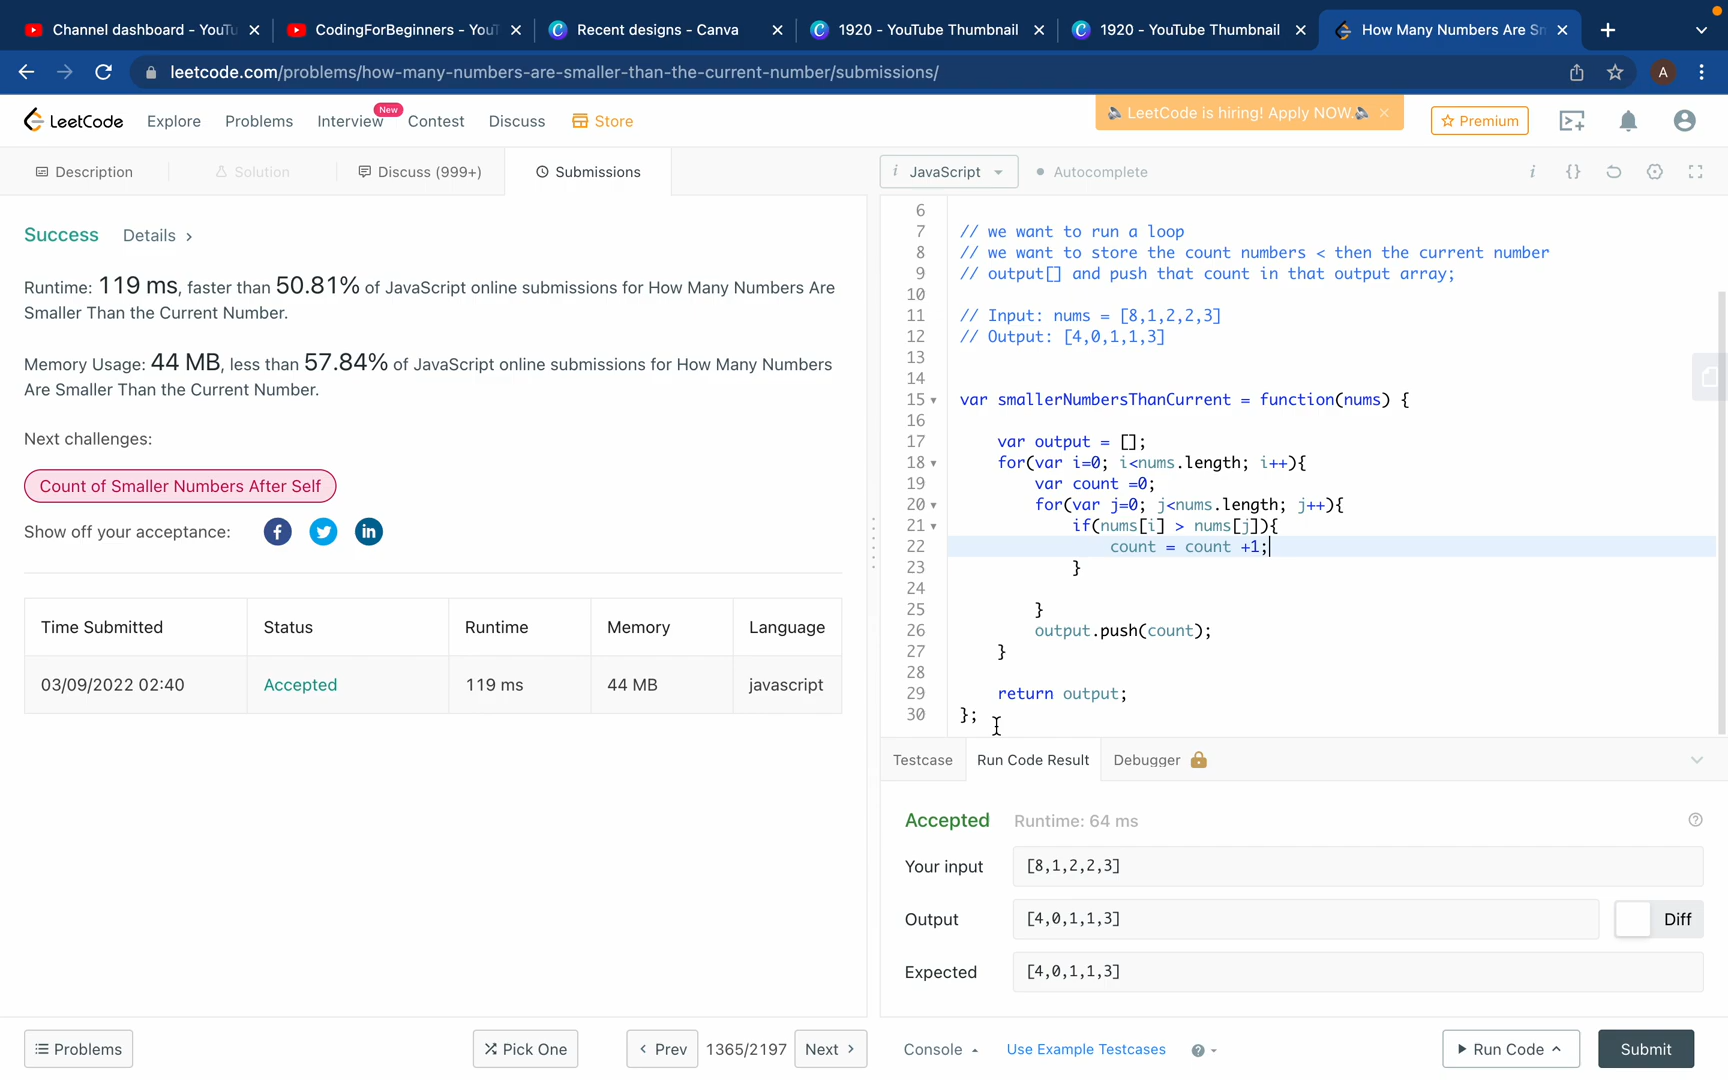 Channel dashboard - YouTu
CodingForBeginners - YouT
Recent designs - Canva
1920 - YouTube Thumbnail
1920 - YouTube Thumbnail
How Many Numbers Are Sm
leetcode.com/problems/how-many-numbers-are-smaller-than-the-current-number/submissions/
A
LeetCode
Explore
Problems
Interview
New
Contest
Discuss
Store
LeetCode is hiring! Apply NOW.
Premium
Description
Solution
Discuss (999+)
Submissions
i JavaScript
Autocomplete
i {}
Success Details >
Runtime: 119 ms, faster than 50.81% of JavaScript online submissions for How Many Numbers Are
Smaller Than the Current Number.
Memory Usage: 44 MB, less than 57.84% of JavaScript online submissions for How Many Numbers
Are Smaller Than the Current Number.
Next challenges:
Count of Smaller Numbers After Self
Show off your acceptance:
Time Submitted Status Runtime Memory Language
03/09/2022 02:40 Accepted 119 ms 44 MB javascript
6
7 // we want to run a loop
8 // we want to store the count numbers < then the current number
9 // output[] and push that count in that output array;
10
11 // Input: nums = [8,1,2,2,3]
12 // Output: [4,0,1,1,3]
13
14
15 var smallerNumbersThanCurrent = function(nums) {
16
17 var output = [];
18 for(var i=0; i<nums.length; i++){
19 var count =0;
20 for(var j=0; j<nums.length; j++){
21 if(nums[i] > nums[j]){
22 count = count +1;
23 }
24
25 }
26 output.push(count);
27 }
28
29 return output;
30 };
Testcase Run Code Result Debugger
Accepted Runtime: 64 ms
Your input [8,1,2,2,3]
Output [4,0,1,1,3] Diff
Expected [4,0,1,1,3]
Problems Pick One < Prev 1365/2197 Next > Console Use Example Testcases Run Code Submit